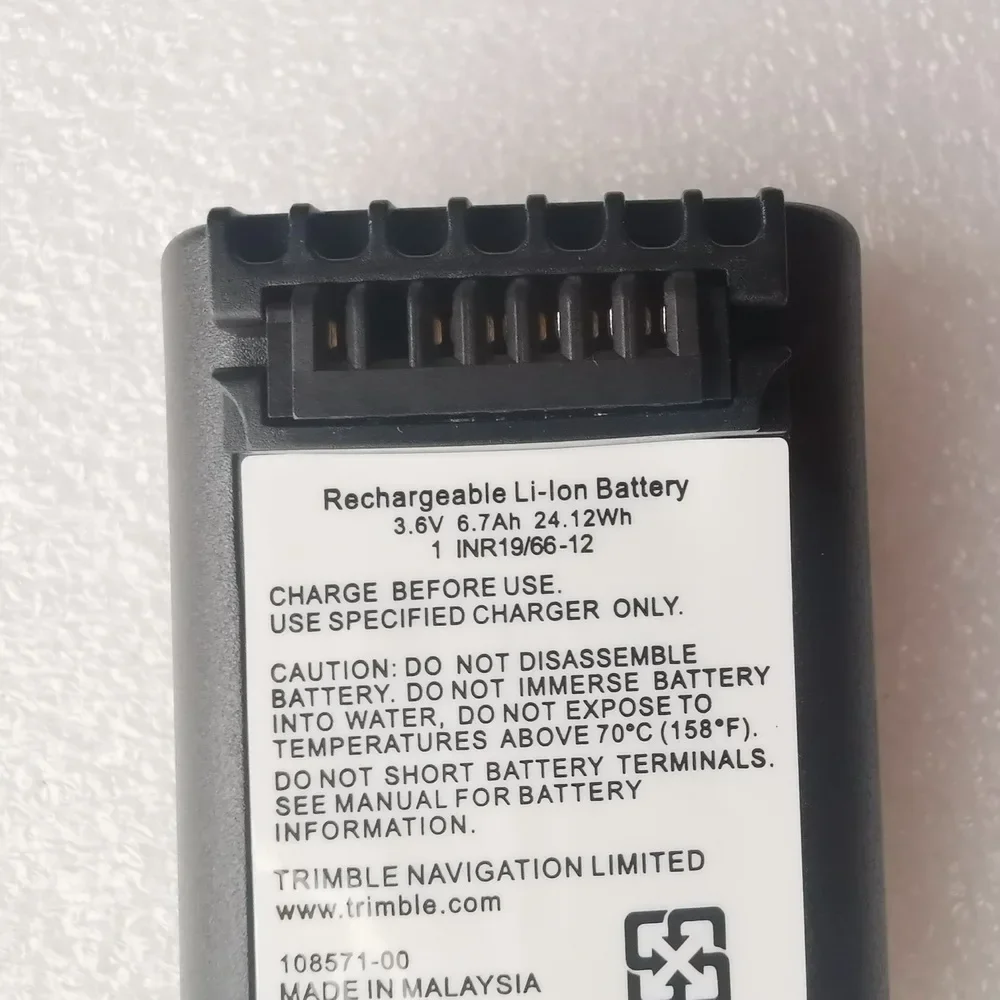 Rechargeable Li-Ion Battery
3.6V 6.7Ah 24.12Wh
1 INR19/66-12
CHARGE BEFORE USE.
USE SPECIFIED CHARGER ONLY.
CAUTION: DO NOT DISASSEMBLE
BATTERY. DO NOT IMMERSE BATTERY
INTO WATER, DO NOT EXPOSE TO
TEMPERATURES ABOVE 70°C (158°F).
DO NOT SHORT BATTERY TERMINALS.
SEE MANUAL FOR BATTERY
INFORMATION.
TRIMBLE NAVIGATION LIMITED
www.trimble.com
108571-00
MADE IN MALAYSIA